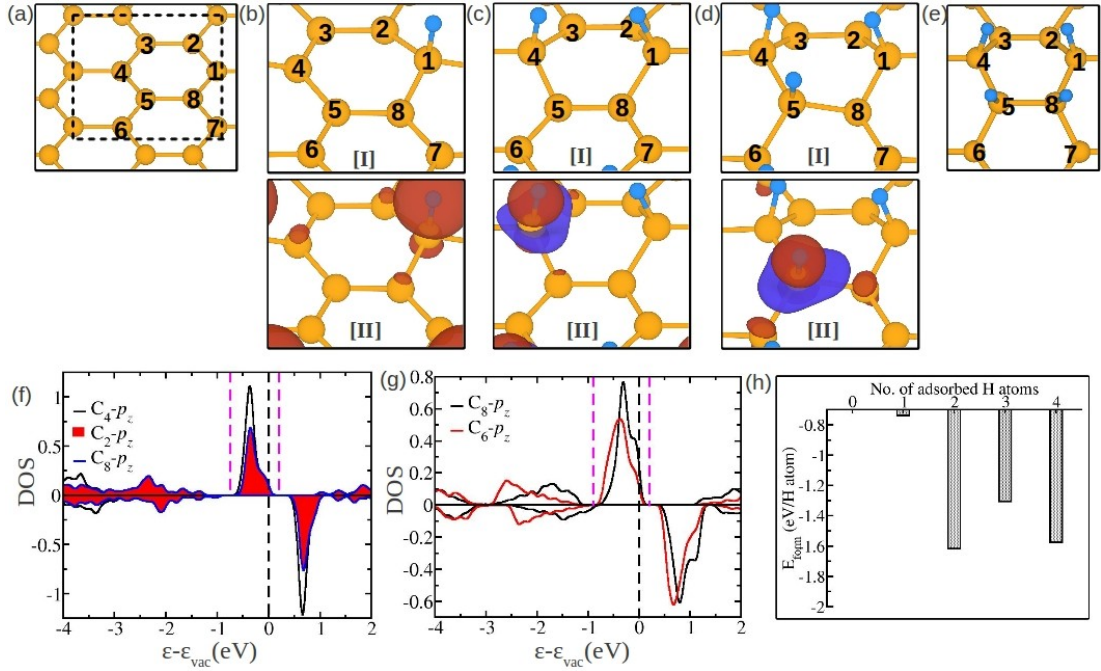 (a)
3 2
4 1
5 8
6 7
(b)
3 2
4 1
5 8
6 7
[I]
[II]
(c)
3 2
4 1
5 8
6 7
[I]
[II]
(d)
3 2
4 1
5 8
6 7
[I]
[II]
(e)
3 2
4 1
5 8
6 7
(f)
C4-pz
C2-pz
C8-pz
DOS
1
0.5
0
-0.5
-1
-4 -3 -2 -1 0 1 2
ε-εvac(eV)
(g)
C8-pz
C6-pz
DOS
0.8
0.6
0.4
0.2
0
-0.2
-0.4
-0.6
-4 -3 -2 -1 0 1 2
ε-εvac(eV)
(h)
No. of adsorbed H atoms
0 1 2 3 4
Eform (eV/H atom)
-0.8
-1
-1.2
-1.4
-1.6
-1.8
-2